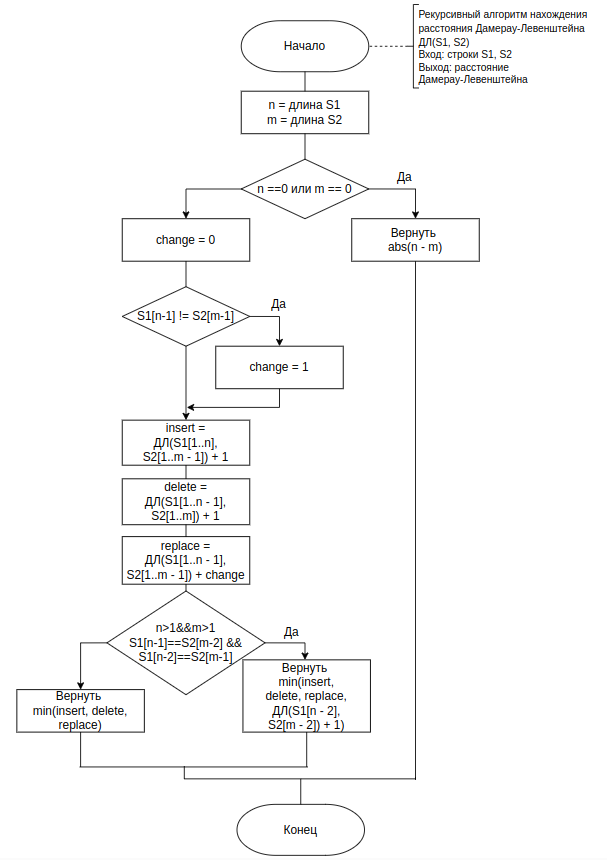 Начало
Рекурсивный алгоритм нахождения
расстояния Дамерау-Левенштейна
ДЛ(S1, S2)
Вход: строки S1, S2
Выход: расстояние
Дамерау-Левенштейна
n = длина S1
m = длина S2
n ==0 или m == 0
Да
change = 0
Вернуть
abs(n - m)
S1[n-1] != S2[m-1]
Да
change = 1
insert =
ДЛ(S1[1..n],
S2[1..m - 1]) + 1
delete =
ДЛ(S1[1..n - 1],
S2[1..m]) + 1
replace =
ДЛ(S1[1..n - 1],
S2[1..m - 1]) + change
n>1&&m>1
S1[n-1]==S2[m-2] &&
S1[n-2]==S2[m-1]
Да
Вернуть
min(insert, delete,
replace)
Вернуть
min(insert,
delete, replace,
ДЛ(S1[n - 2],
S2[m - 2]) + 1)
Конец